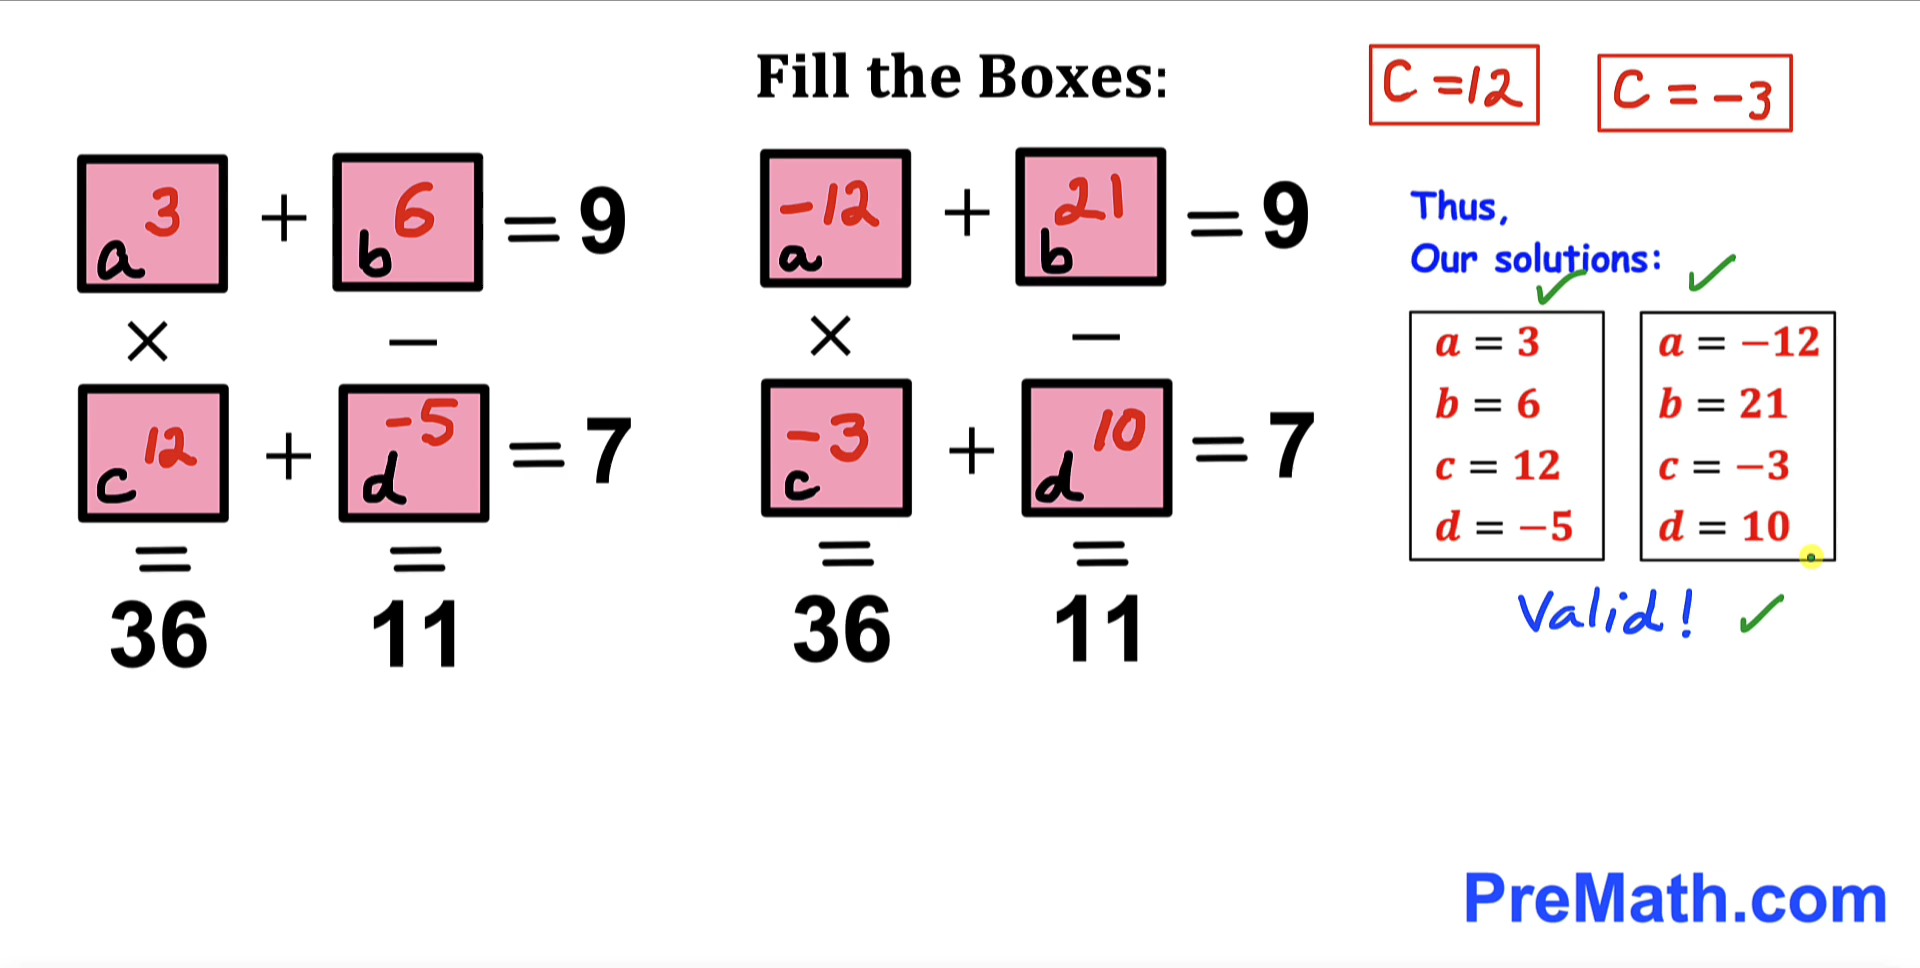 Fill the Boxes:
C = 12
C = -3
a 3 + b 6 = 9
× −
c 12 + d -5 = 7
= =
36 11
a -12 + b 21 = 9
× −
c -3 + d 10 = 7
= =
36 11
Thus,
Our solutions:
a = 3
b = 6
c = 12
d = −5
a = −12
b = 21
c = −3
d = 10
Valid!
PreMath.com